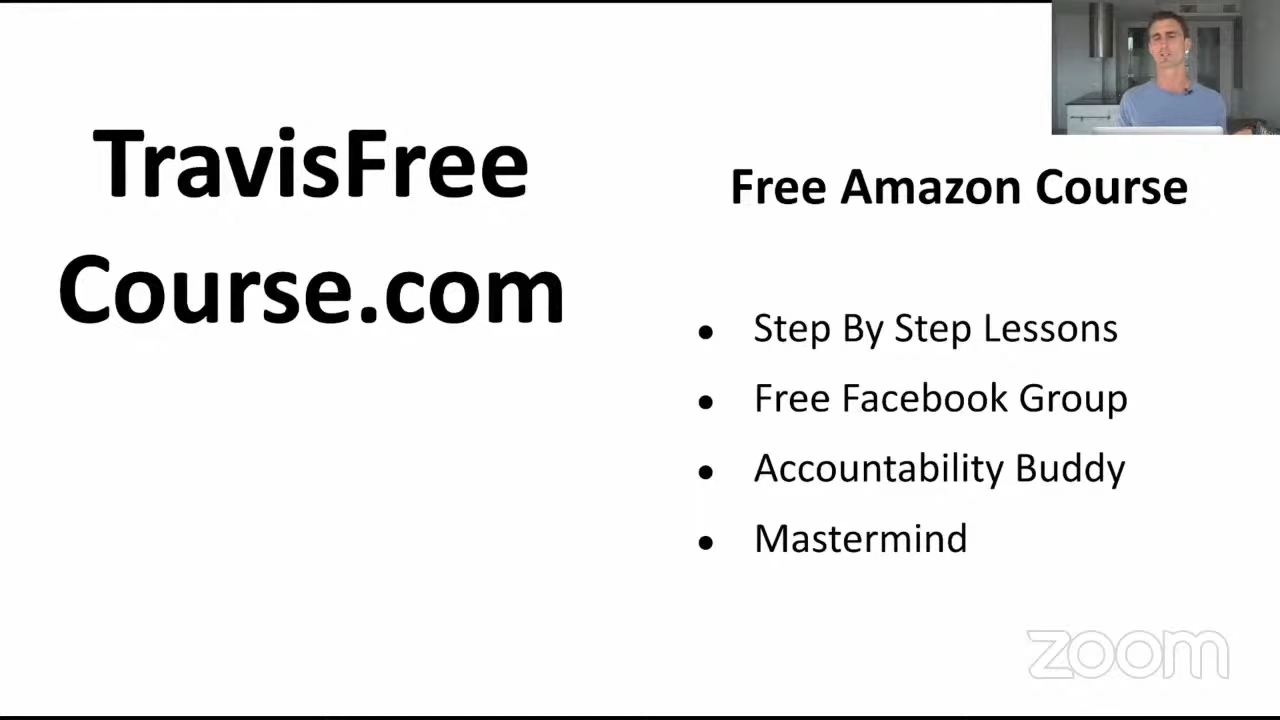 TravisFree
Course.com
Free Amazon Course
● Step By Step Lessons
● Free Facebook Group
● Accountability Buddy
● Mastermind
zoom